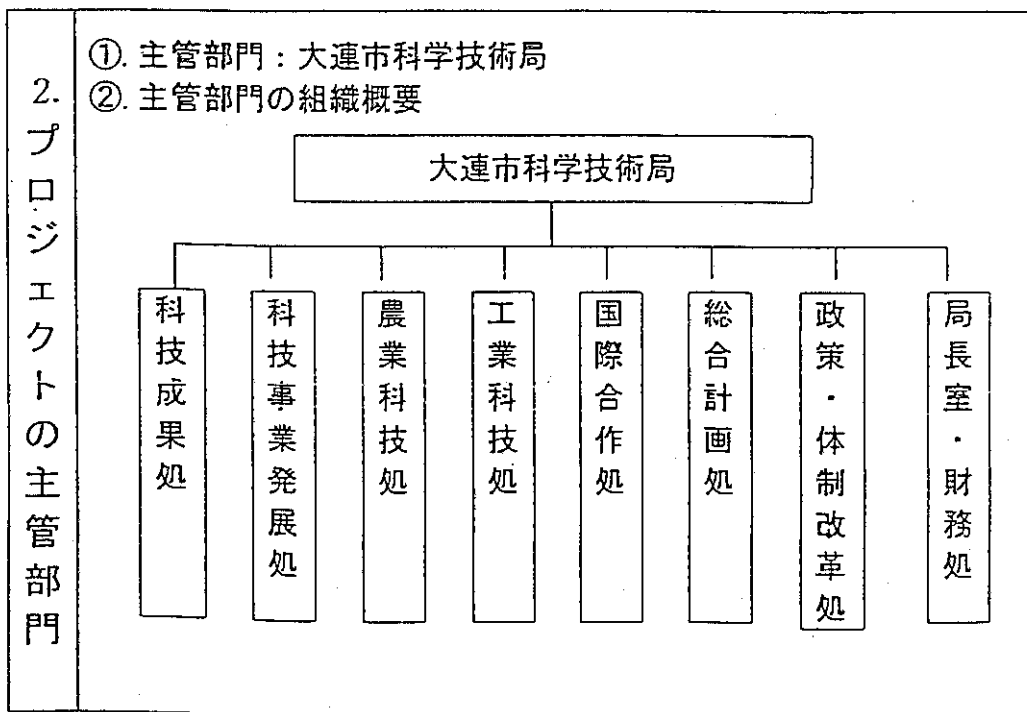 2.プロジェクトの主管部門
①. 主管部門：大連市科学技術局
②. 主管部門の組織概要
大連市科学技術局
科技成果処
科技事業発展処
農業科技処
工業科技処
国際合作処
総合計画処
政策・体制改革処
局長室・財務処